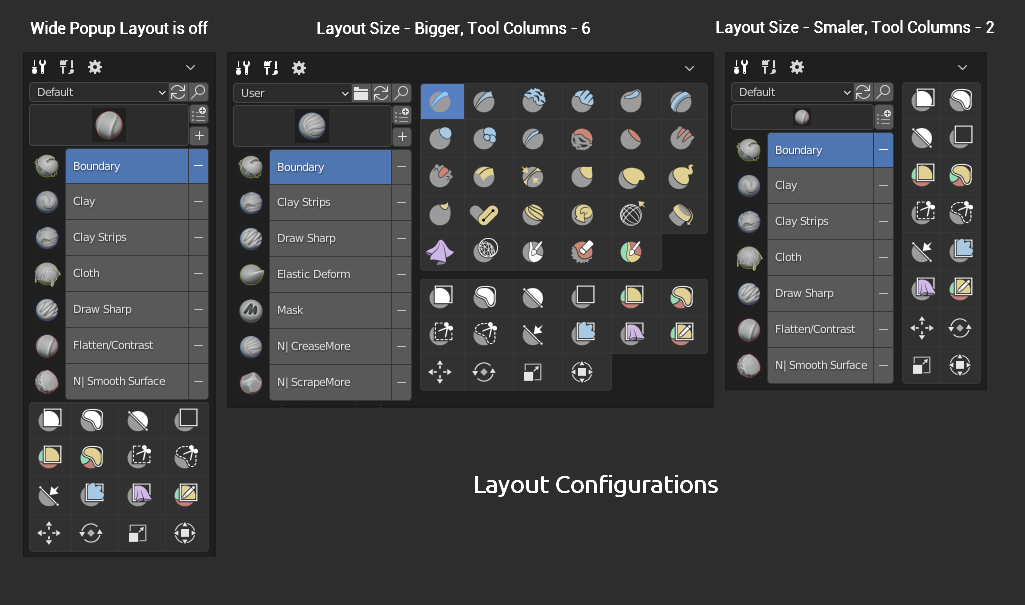 Wide Popup Layout is off
Layout Size - Bigger, Tool Columns - 6
Layout Size - Smaler, Tool Columns - 2
Default
Boundary
Clay
Clay Strips
Cloth
Draw Sharp
Flatten/Contrast
N| Smooth Surface
User
Boundary
Clay Strips
Draw Sharp
Elastic Deform
Mask
N| CreaseMore
N| ScrapeMore
Default
Boundary
Clay
Clay Strips
Cloth
Draw Sharp
Flatten/Contrast
N| Smooth Surface
Layout Configurations